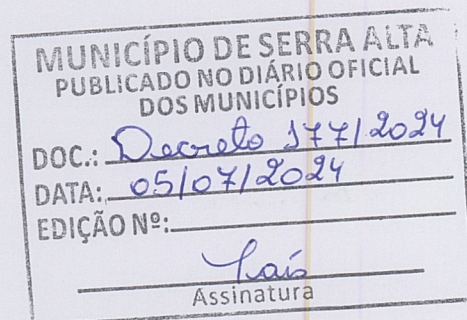 MUNICÍPIO DE SERRA ALTA
PUBLICADO NO DIÁRIO OFICIAL
DOS MUNICÍPIOS
DOC.: Decreto 177/2024
DATA: 05/07/2024
EDIÇÃO Nº:
Laís
Assinatura